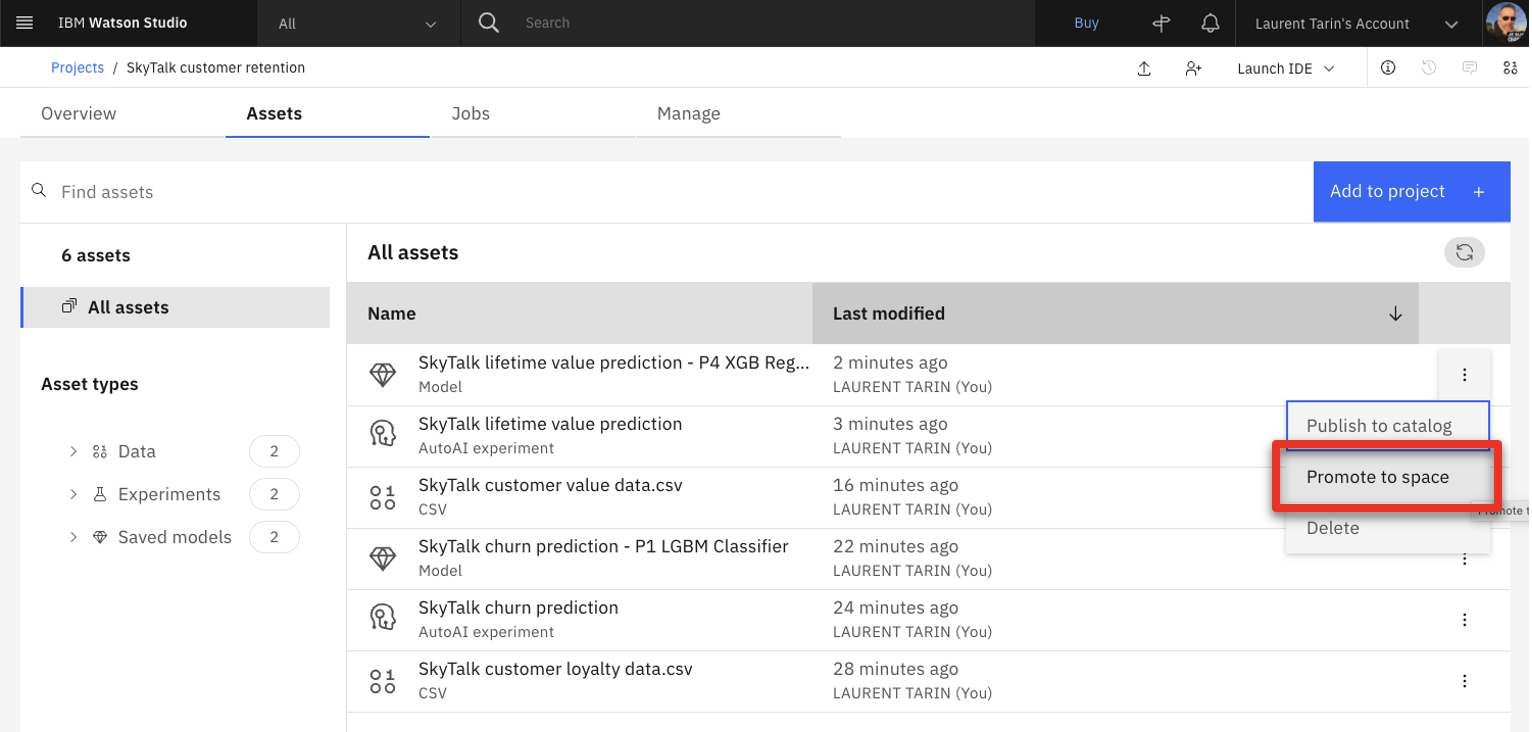 IBM Watson Studio
All
Search
Buy
Laurent Tarin's Account
Projects / SkyTalk customer retention
Launch IDE
Overview
Assets
Jobs
Manage
Find assets
Add to project +
6 assets
All assets
All assets
Name
Last modified
Asset types
Data 2
Experiments 2
Saved models 2
SkyTalk lifetime value prediction - P4 XGB Reg...
2 minutes ago
Model
LAURENT TARIN (You)
SkyTalk lifetime value prediction
3 minutes ago
AutoAI experiment
LAURENT TARIN (You)
SkyTalk customer value data.csv
16 minutes ago
CSV
LAURENT TARIN (You)
SkyTalk churn prediction - P1 LGBM Classifier
22 minutes ago
Model
LAURENT TARIN (You)
SkyTalk churn prediction
24 minutes ago
AutoAI experiment
LAURENT TARIN (You)
SkyTalk customer loyalty data.csv
28 minutes ago
CSV
LAURENT TARIN (You)
Publish to catalog
Promote to space
Promote t
Delete